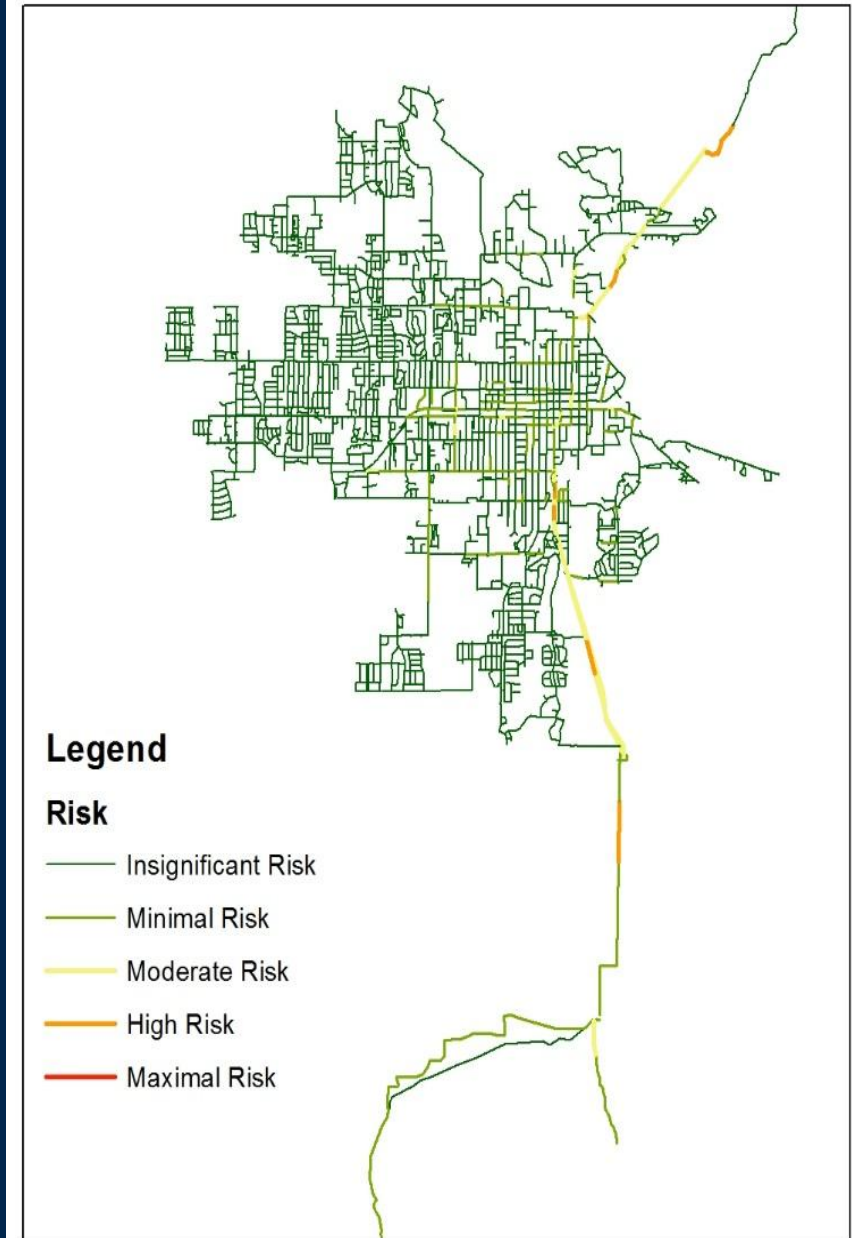 Legend
Risk
Insignificant Risk
Minimal Risk
Moderate Risk
High Risk
Maximal Risk